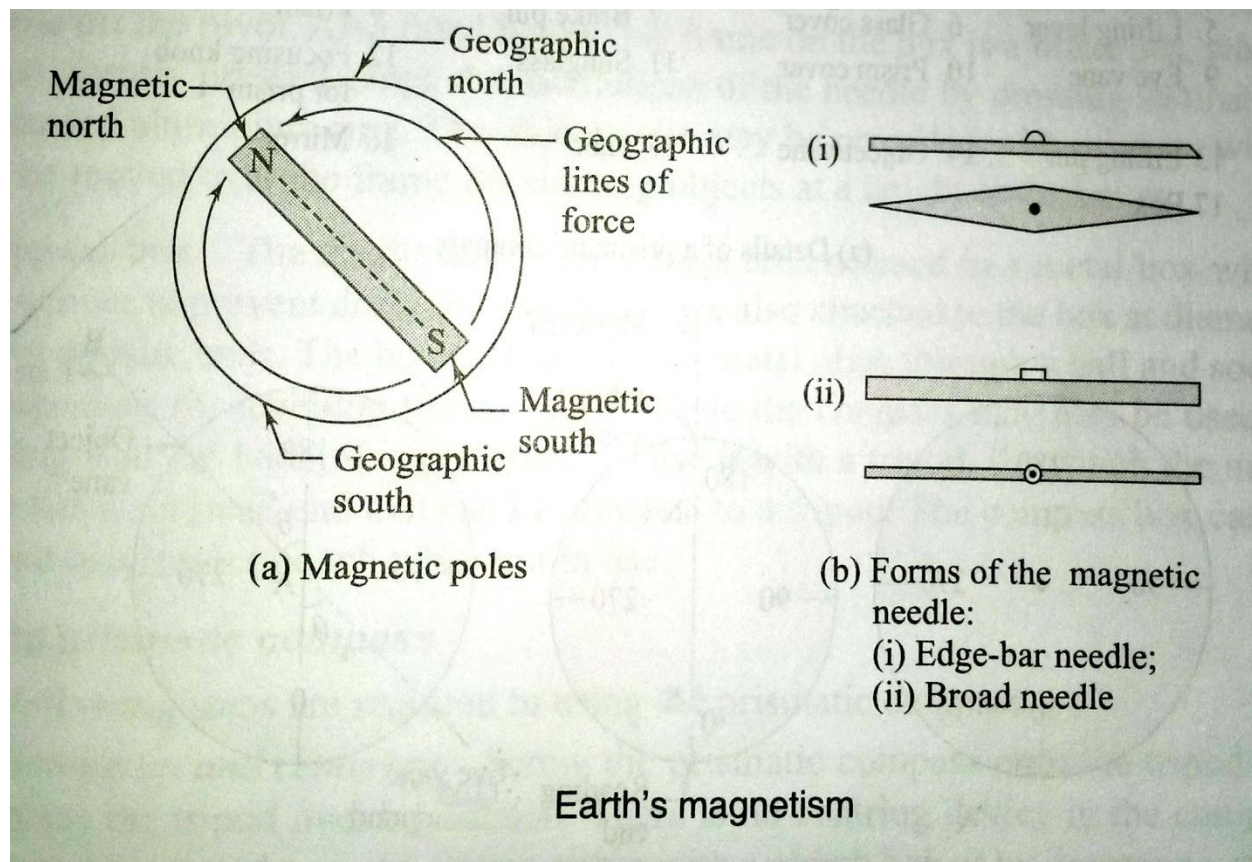 Geographic
north
Magnetic
north
N
Geographic
lines of
force
S
Magnetic
south
Geographic
south
(a) Magnetic poles
(i)
(ii)
(b) Forms of the magnetic
needle:
(i) Edge-bar needle;
(ii) Broad needle
Earth's magnetism